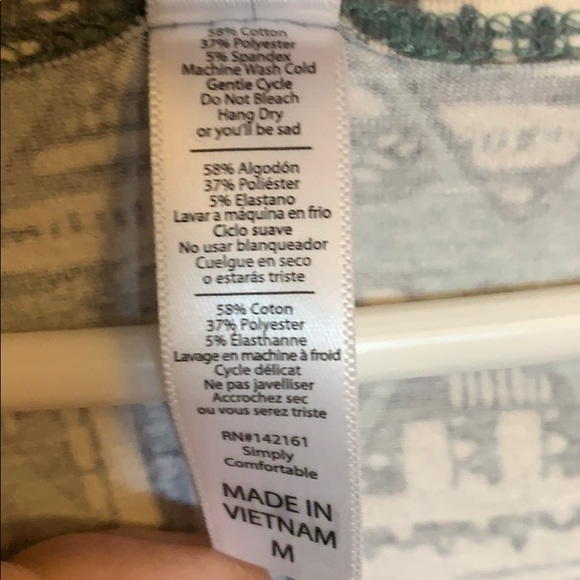 58% Cotton
37% Polyester
5% Spandex
Machine Wash Cold
Gentle Cycle
Do Not Bleach
Hang Dry
or you'll be sad
58% Algodón
37% Poliéster
5% Elastano
Lavar a máquina en frio
Ciclo suave
No usar blanqueador
Cuelgue en seco
o estarás triste
58% Coton
37% Polyester
5% Élasthanne
Lavage en machine à froid
Cycle délicat
Ne pas javelliser
Accrochez sec
ou vous serez triste
RN#142161
Simply
Comfortable
MADE IN
VIETNAM
M